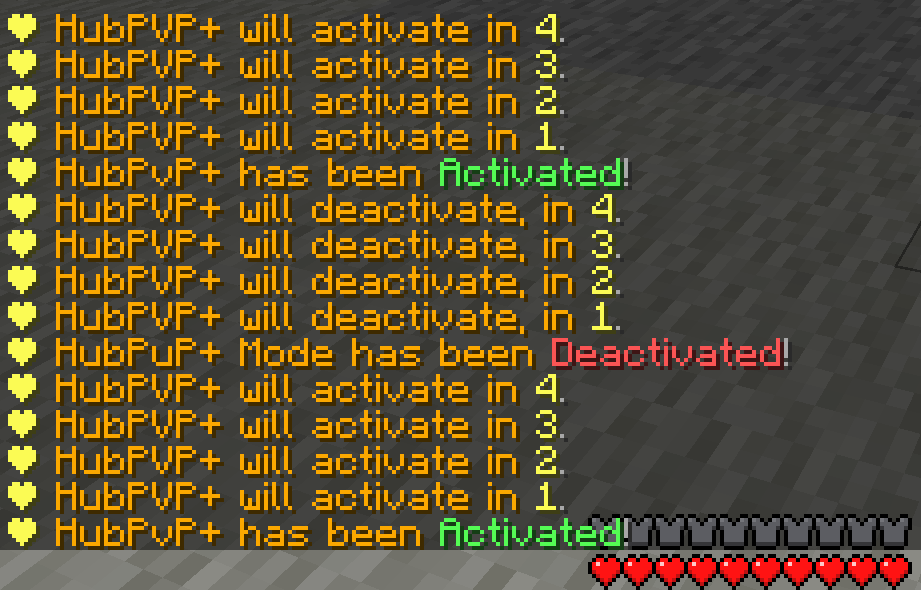 HubPVP+ will activate in 4.
HubPVP+ will activate in 3.
HubPVP+ will activate in 2.
HubPVP+ will activate in 1.
HubPvP+ has been Activated!
HubPVP+ will deactivate, in 4.
HubPVP+ will deactivate, in 3.
HubPVP+ will deactivate, in 2.
HubPVP+ will deactivate, in 1.
HubPuP+ Mode has been Deactivated!
HubPVP+ will activate in 4.
HubPVP+ will activate in 3.
HubPVP+ will activate in 2.
HubPVP+ will activate in 1.
HubPvP+ has been Activated!